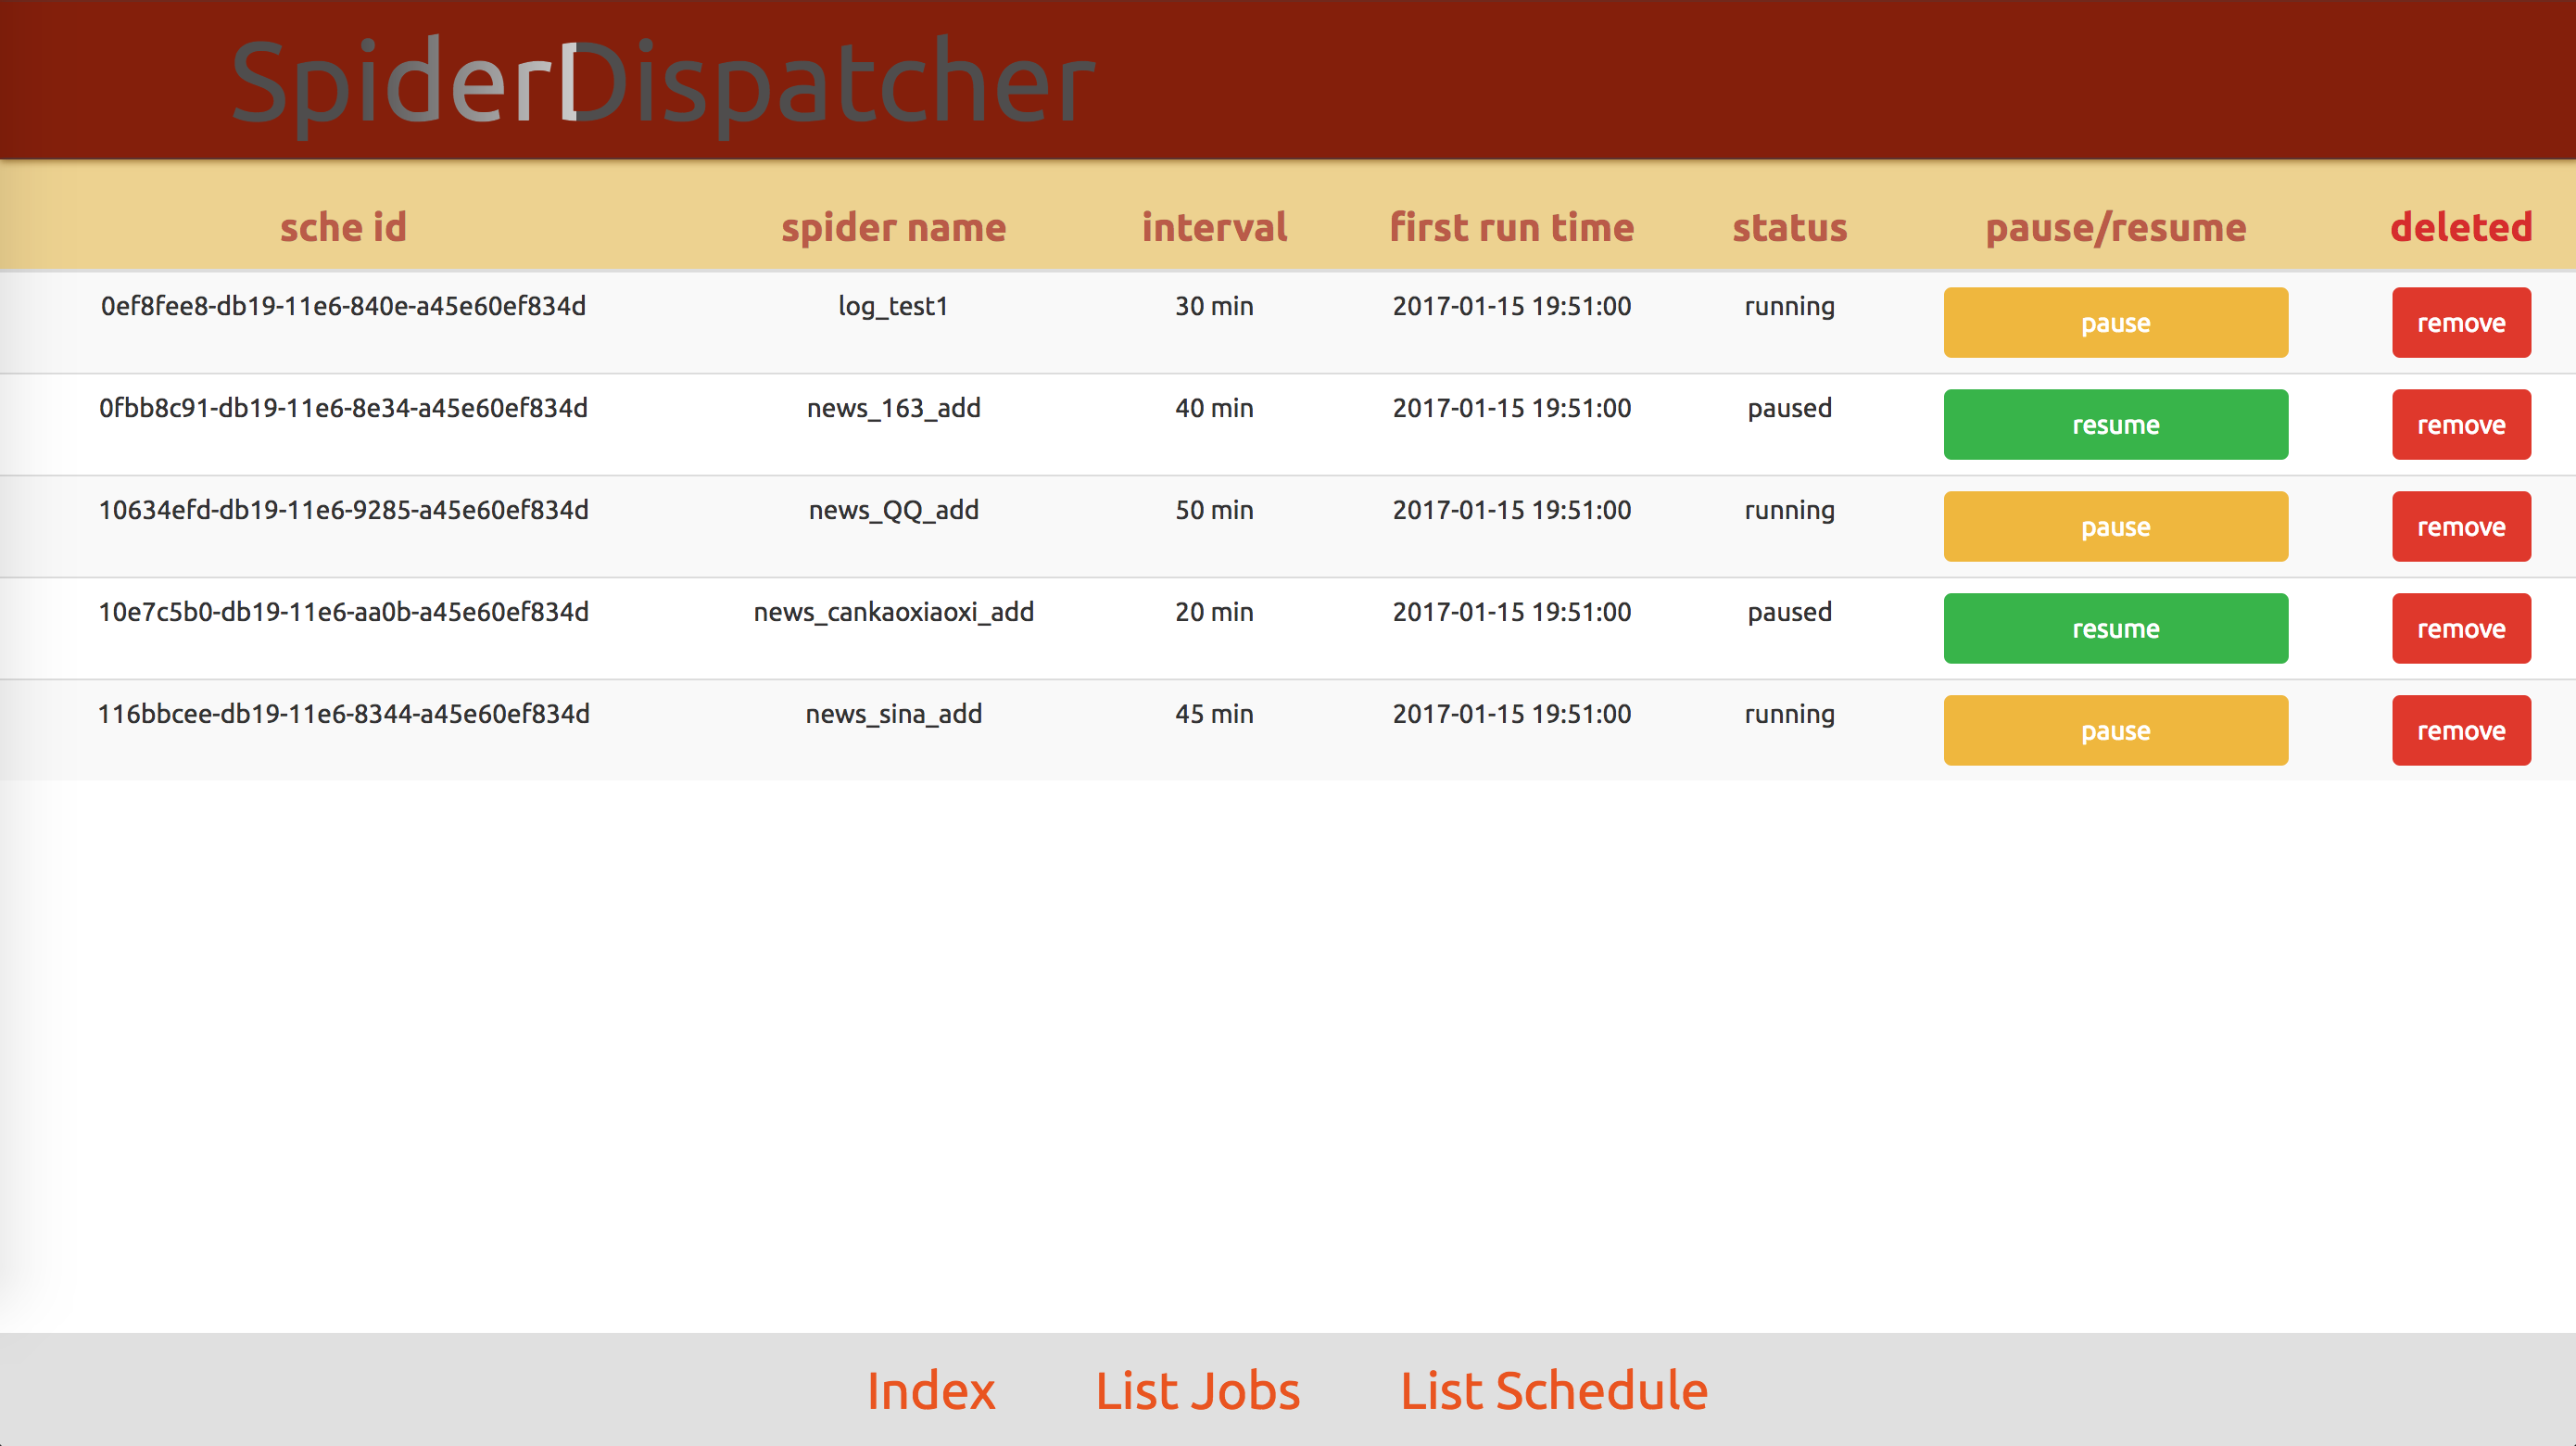 SpiderDispatcher
sche id spider name interval first run time status pause/resume deleted
0ef8fee8-db19-11e6-840e-a45e60ef834d log_test1 30 min 2017-01-15 19:51:00 running pause remove
0fbb8c91-db19-11e6-8e34-a45e60ef834d news_163_add 40 min 2017-01-15 19:51:00 paused resume remove
10634efd-db19-11e6-9285-a45e60ef834d news_QQ_add 50 min 2017-01-15 19:51:00 running pause remove
10e7c5b0-db19-11e6-aa0b-a45e60ef834d news_cankaoxiaoxi_add 20 min 2017-01-15 19:51:00 paused resume remove
116bbcee-db19-11e6-8344-a45e60ef834d news_sina_add 45 min 2017-01-15 19:51:00 running pause remove
Index List Jobs List Schedule